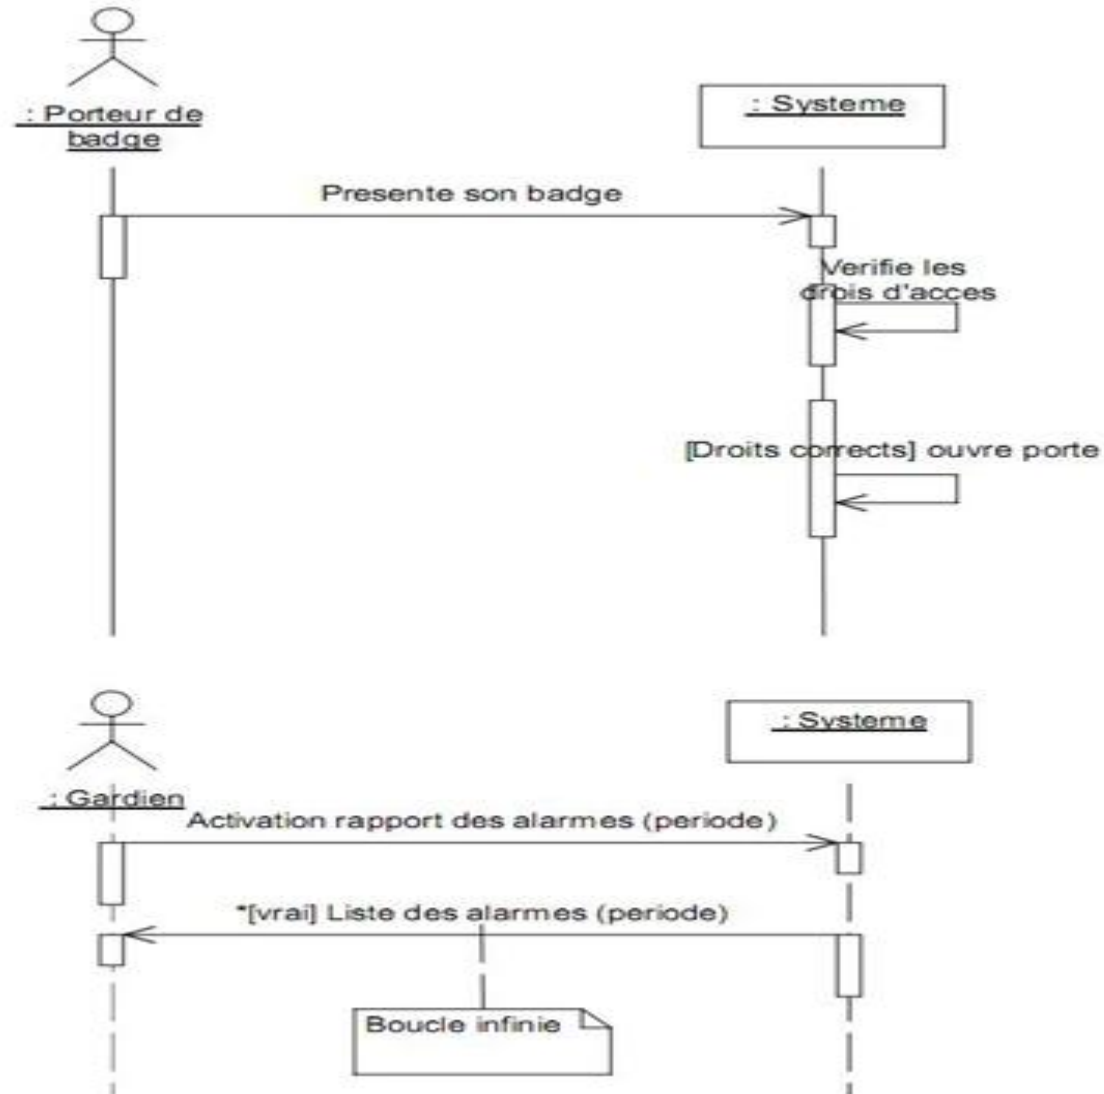 : Porteur de
badge
: Systeme
Presente son badge
Verifie les
drois d'acces
[Droits corrects] ouvre porte
: Gardien
: Systeme
Activation rapport des alarmes (periode)
*[vrai] Liste des alarmes (periode)
Boucle infinie